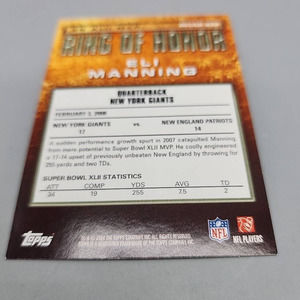 RING OF HONOR
ELI
MANNING
QUARTERBACK
NEW YORK GIANTS
FEBRUARY 3, 2008
NEW YORK GIANTS vs. NEW ENGLAND PATRIOTS
17 14
A sudden performance growth spurt in 2007 catapulted Manning
from mere potential to Super Bowl XLII MVP. He coolly engineered
a 17-14 upset of previously unbeaten New England by throwing for
255 yards and two TDs.
SUPER BOWL XLII STATISTICS
ATT COMP YDS AVG TD
34 19 255 7.5 2
Topps
NFL
NFL PLAYERS